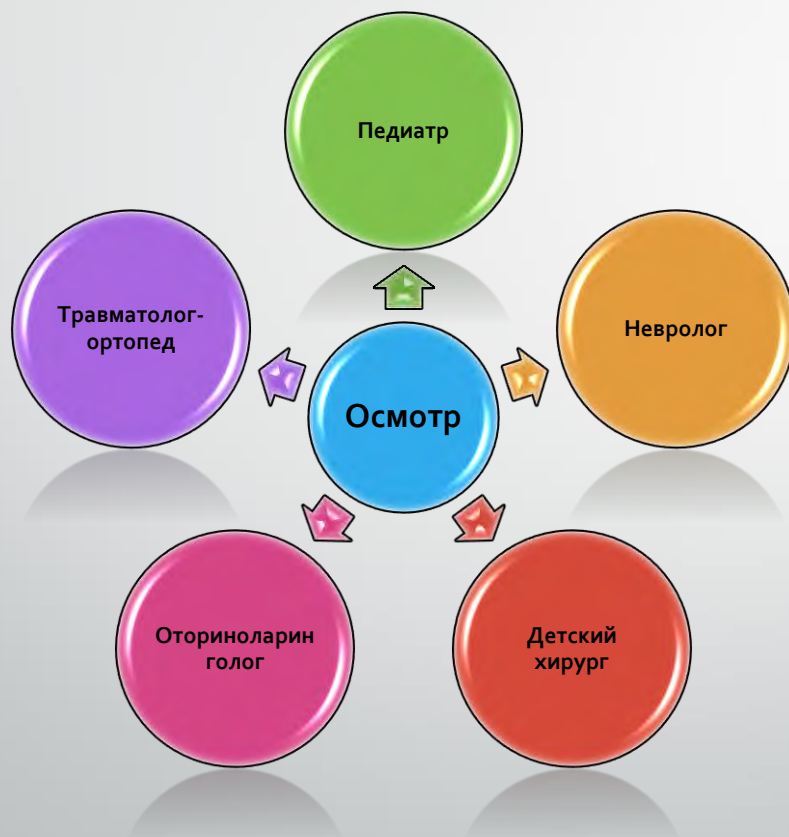 Педиатр
Травматолог-
ортопед
Невролог
Осмотр
Оториноларин
голог
Детский
хирург